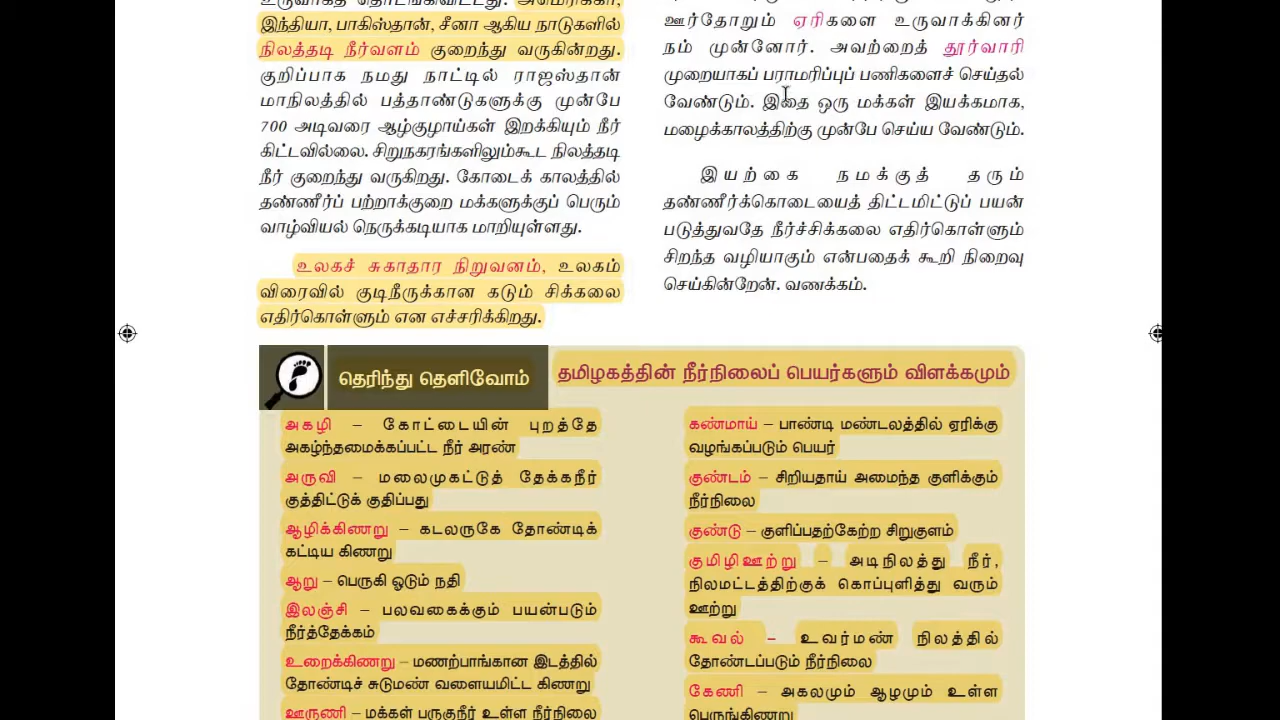 இந்தியா, பாகிஸ்தான், சீனா ஆகிய நாடுகளில்
நிலத்தடி நீர்வளம் குறைந்து வருகின்றது.
குறிப்பாக நமது நாட்டில் ராஜஸ்தான்
மாநிலத்தில் பத்தாண்டுகளுக்கு முன்பே
700 அடிவரை ஆழ்குழாய்கள் இறக்கியும் நீர்
கிட்டவில்லை. சிறுநகரங்களிலும்கூட நிலத்தடி
நீர் குறைந்து வருகிறது. கோடைக் காலத்தில்
தண்ணீர்ப் பற்றாக்குறை மக்களுக்குப் பெரும்
வாழ்வியல் நெருக்கடியாக மாறியுள்ளது.
உலகச் சுகாதார நிறுவனம், உலகம்
விரைவில் குடிநீருக்கான கடும் சிக்கலை
எதிர்கொள்ளும் என எச்சரிக்கிறது.
ஊர்தோறும் ஏரிகளை உருவாக்கினர்
நம் முன்னோர். அவற்றைத் தூர்வாரி
முறையாகப் பராமரிப்புப் பணிகளைச் செய்தல்
வேண்டும். இதை ஒரு மக்கள் இயக்கமாக,
மழைக்காலத்திற்கு முன்பே செய்ய வேண்டும்.
இயற்கை நமக்குத் தரும்
தண்ணீர்க்கொடையைத் திட்டமிட்டுப் பயன்
படுத்துவதே நீர்ச்சிக்கலை எதிர்கொள்ளும்
சிறந்த வழியாகும் என்பதைக் கூறி நிறைவு
செய்கின்றேன். வணக்கம்.
தெரிந்து தெளிவோம்
தமிழகத்தின் நீர்நிலைப் பெயர்களும் விளக்கமும்
அகழி – கோட்டையின் புறத்தே
அகழ்ந்தமைக்கப்பட்ட நீர் அரண்
அருவி – மலைமுகட்டுத் தேக்கநீர்
குத்திட்டுக் குதிப்பது
ஆழிக்கிணறு – கடலருகே தோண்டிக்
கட்டிய கிணறு
ஆறு – பெருகி ஓடும் நதி
இலஞ்சி – பலவகைக்கும் பயன்படும்
நீர்த்தேக்கம்
உறைக்கிணறு – மணற்பாங்கான இடத்தில்
தோண்டிச் சுடுமண் வளையமிட்ட கிணறு
ஊருணி – மக்கள் பருகுநீர் உள்ள நீர்நிலை
கண்மாய் – பாண்டி மண்டலத்தில் ஏரிக்கு
வழங்கப்படும் பெயர்
குண்டம் – சிறியதாய் அமைந்த குளிக்கும்
நீர்நிலை
குண்டு – குளிப்பதற்கேற்ற சிறுகுளம்
குமிழிஊற்று – அடிநிலத்து நீர்,
நிலமட்டத்திற்குக் கொப்புளித்து வரும்
ஊற்று
கூவல் – உவர்மண் நிலத்தில்
தோண்டப்படும் நீர்நிலை
கேணி – அகலமும் ஆழமும் உள்ள
பெருங்கிணறு